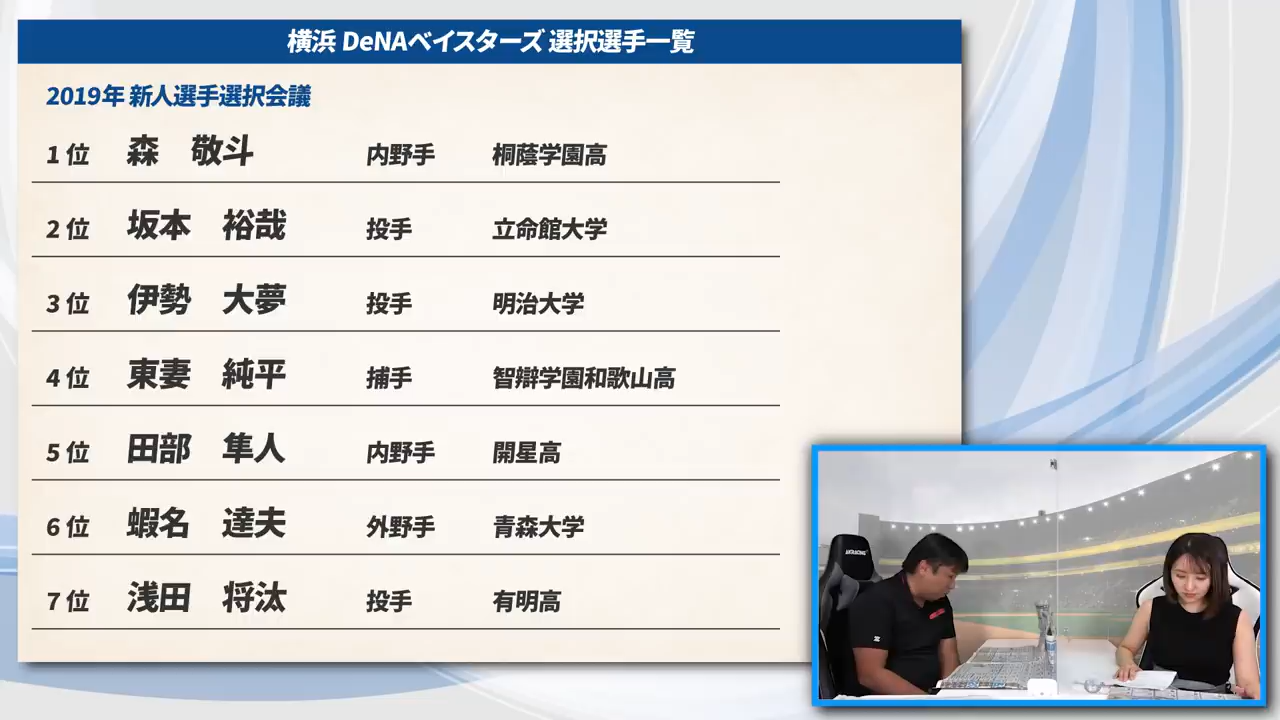 横浜 DeNAベイスターズ 選択選手一覧
2019年 新人選手選択会議
1 位 森　敬斗 内野手 桐蔭学園高
2 位 坂本　裕哉 投手 立命館大学
3 位 伊勢　大夢 投手 明治大学
4 位 東妻　純平 捕手 智辯学園和歌山高
5 位 田部　隼人 内野手 開星高
6 位 蝦名　達夫 外野手 青森大学
7 位 浅田　将汰 投手 有明高
AKRACING